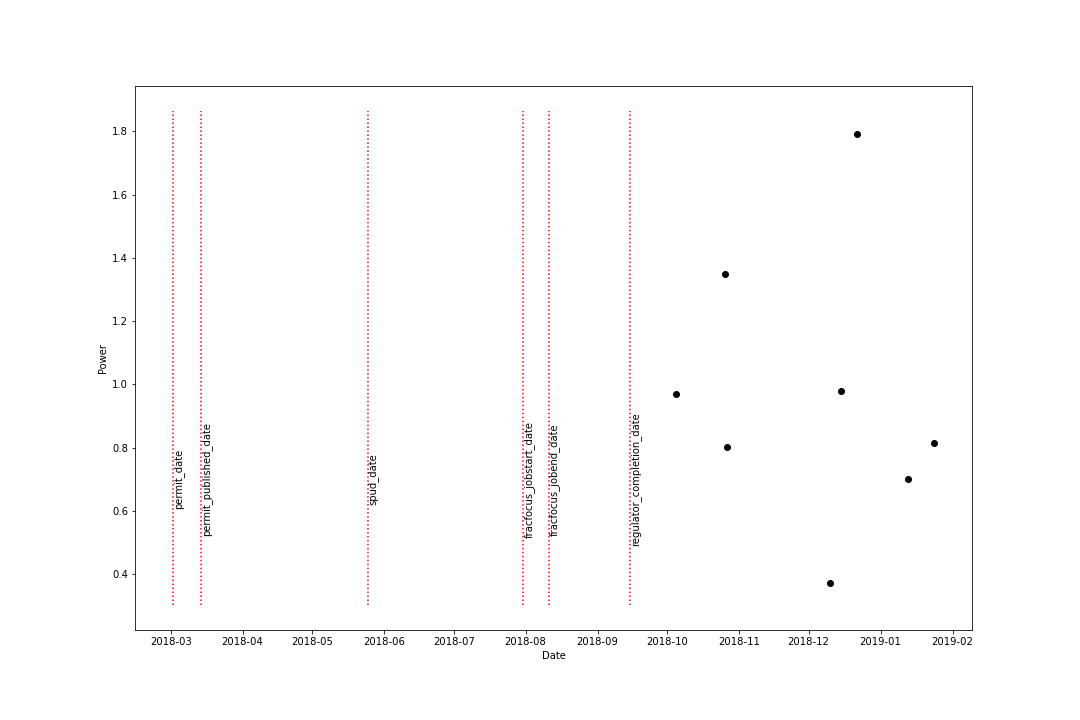 1.8
1.6
1.4
1.2
1.0
0.8
0.6
0.4
Power
permit_date
permit_published_date
spud_date
fracfocus_jobstart_date
fracfocus_jobend_date
regulator_completion_date
2018-03
2018-04
2018-05
2018-06
2018-07
2018-08
2018-09
2018-10
2018-11
2018-12
2019-01
2019-02
Date